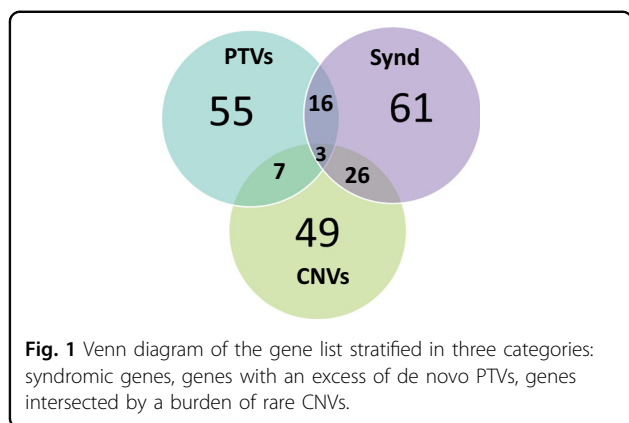 PTVs
Synd
55
16
61
3
7
26
49
CNVs
Fig. 1 Venn diagram of the gene list stratified in three categories:
syndromic genes, genes with an excess of de novo PTVs, genes
intersected by a burden of rare CNVs.